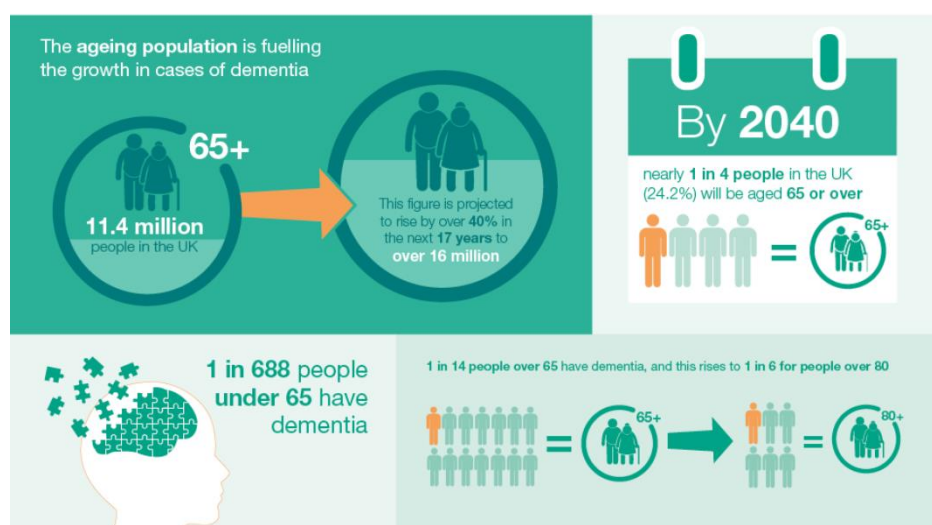 The ageing population is fuelling
the growth in cases of dementia
65+
11.4 million
people in the UK
This figure is projected
to rise by over 40% in
the next 17 years to
over 16 million
By 2040
nearly 1 in 4 people in the UK
(24.2%) will be aged 65 or over
=
65+
1 in 688 people
under 65 have
dementia
1 in 14 people over 65 have dementia, and this rises to 1 in 6 for people over 80
=
65+
=
80+